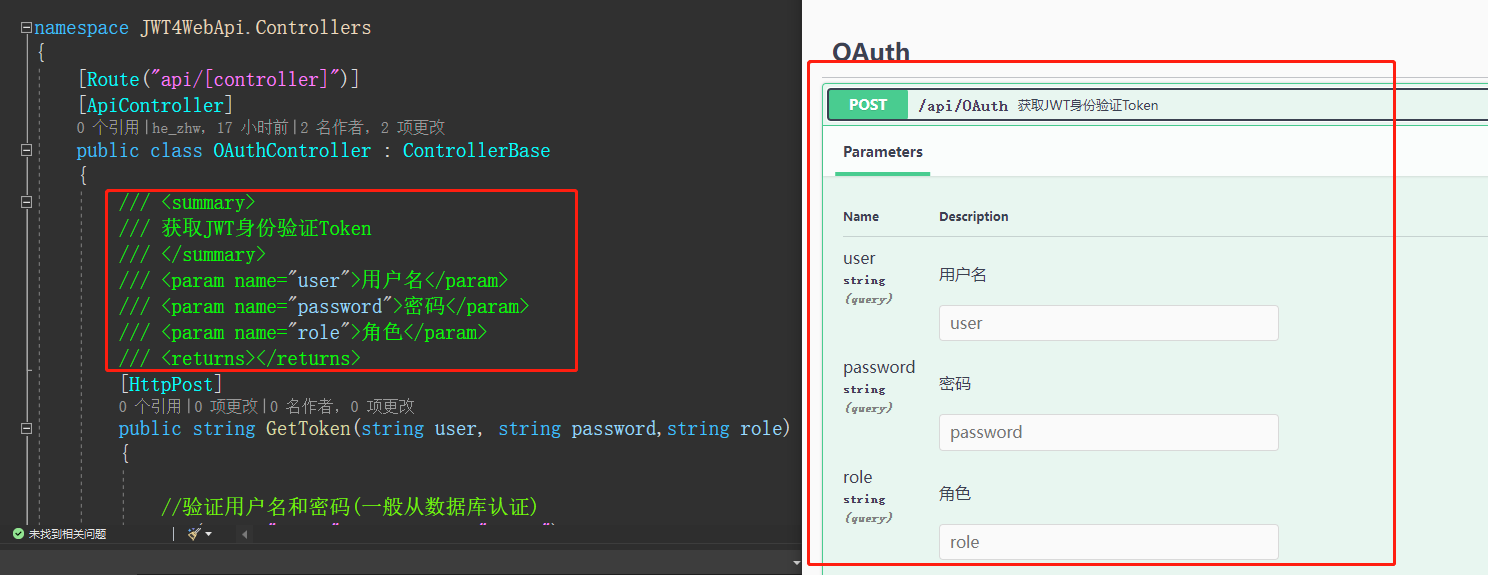 namespace JWT4WebApi.Controllers
{
[Route("api/[controller]")]
[ApiController]
0 个引用|he_zhw, 17 小时前|2 名作者, 2 项更改
public class OAuthController : ControllerBase
{
/// <summary>
/// 获取JWT身份验证Token
/// </summary>
/// <param name="user">用户名</param>
/// <param name="password">密码</param>
/// <param name="role">角色</param>
/// <returns></returns>
[HttpPost]
0 个引用|0 项更改|0 名作者, 0 项更改
public string GetToken(string user, string password,string role)
{
//验证用户名和密码(一般从数据库认证)
未找到相关问题
OAuth
POST /api/OAuth 获取JWT身份验证Token
Parameters
Name Description
user
string
(query)
用户名
user
password
string
(query)
密码
password
role
string
(query)
角色
role